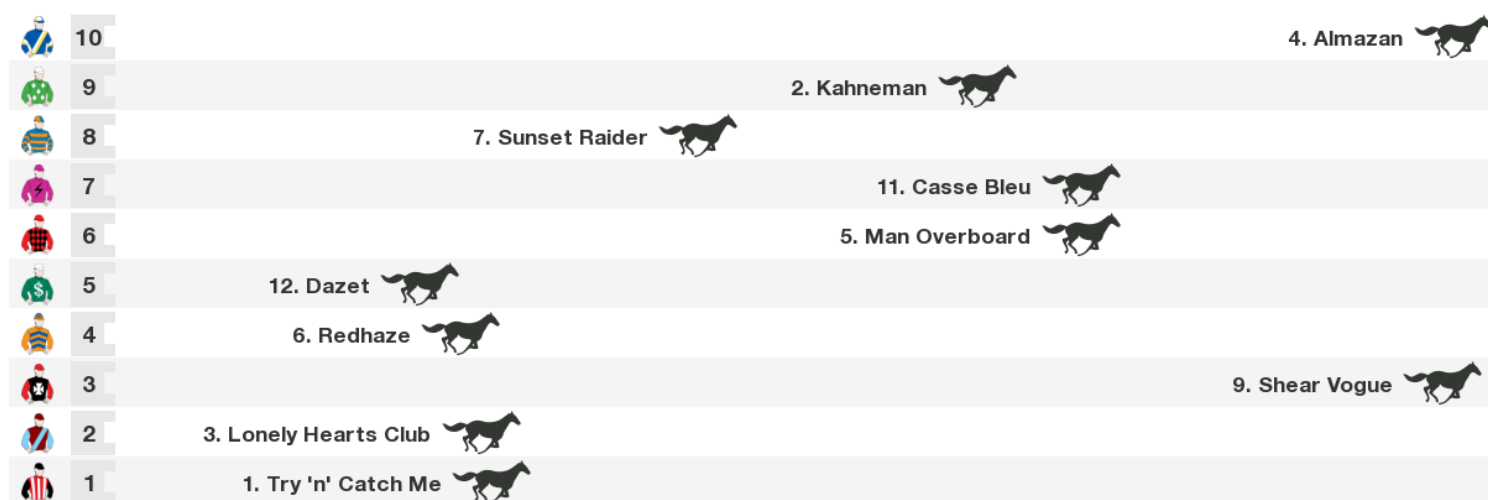 10 4. Almazan
9 2. Kahneman
8 7. Sunset Raider
7 11. Casse Bleu
6 5. Man Overboard
5 $ 12. Dazet
4 6. Redhaze
3 9. Shear Vogue
2 3. Lonely Hearts Club
1 1. Try 'n' Catch Me